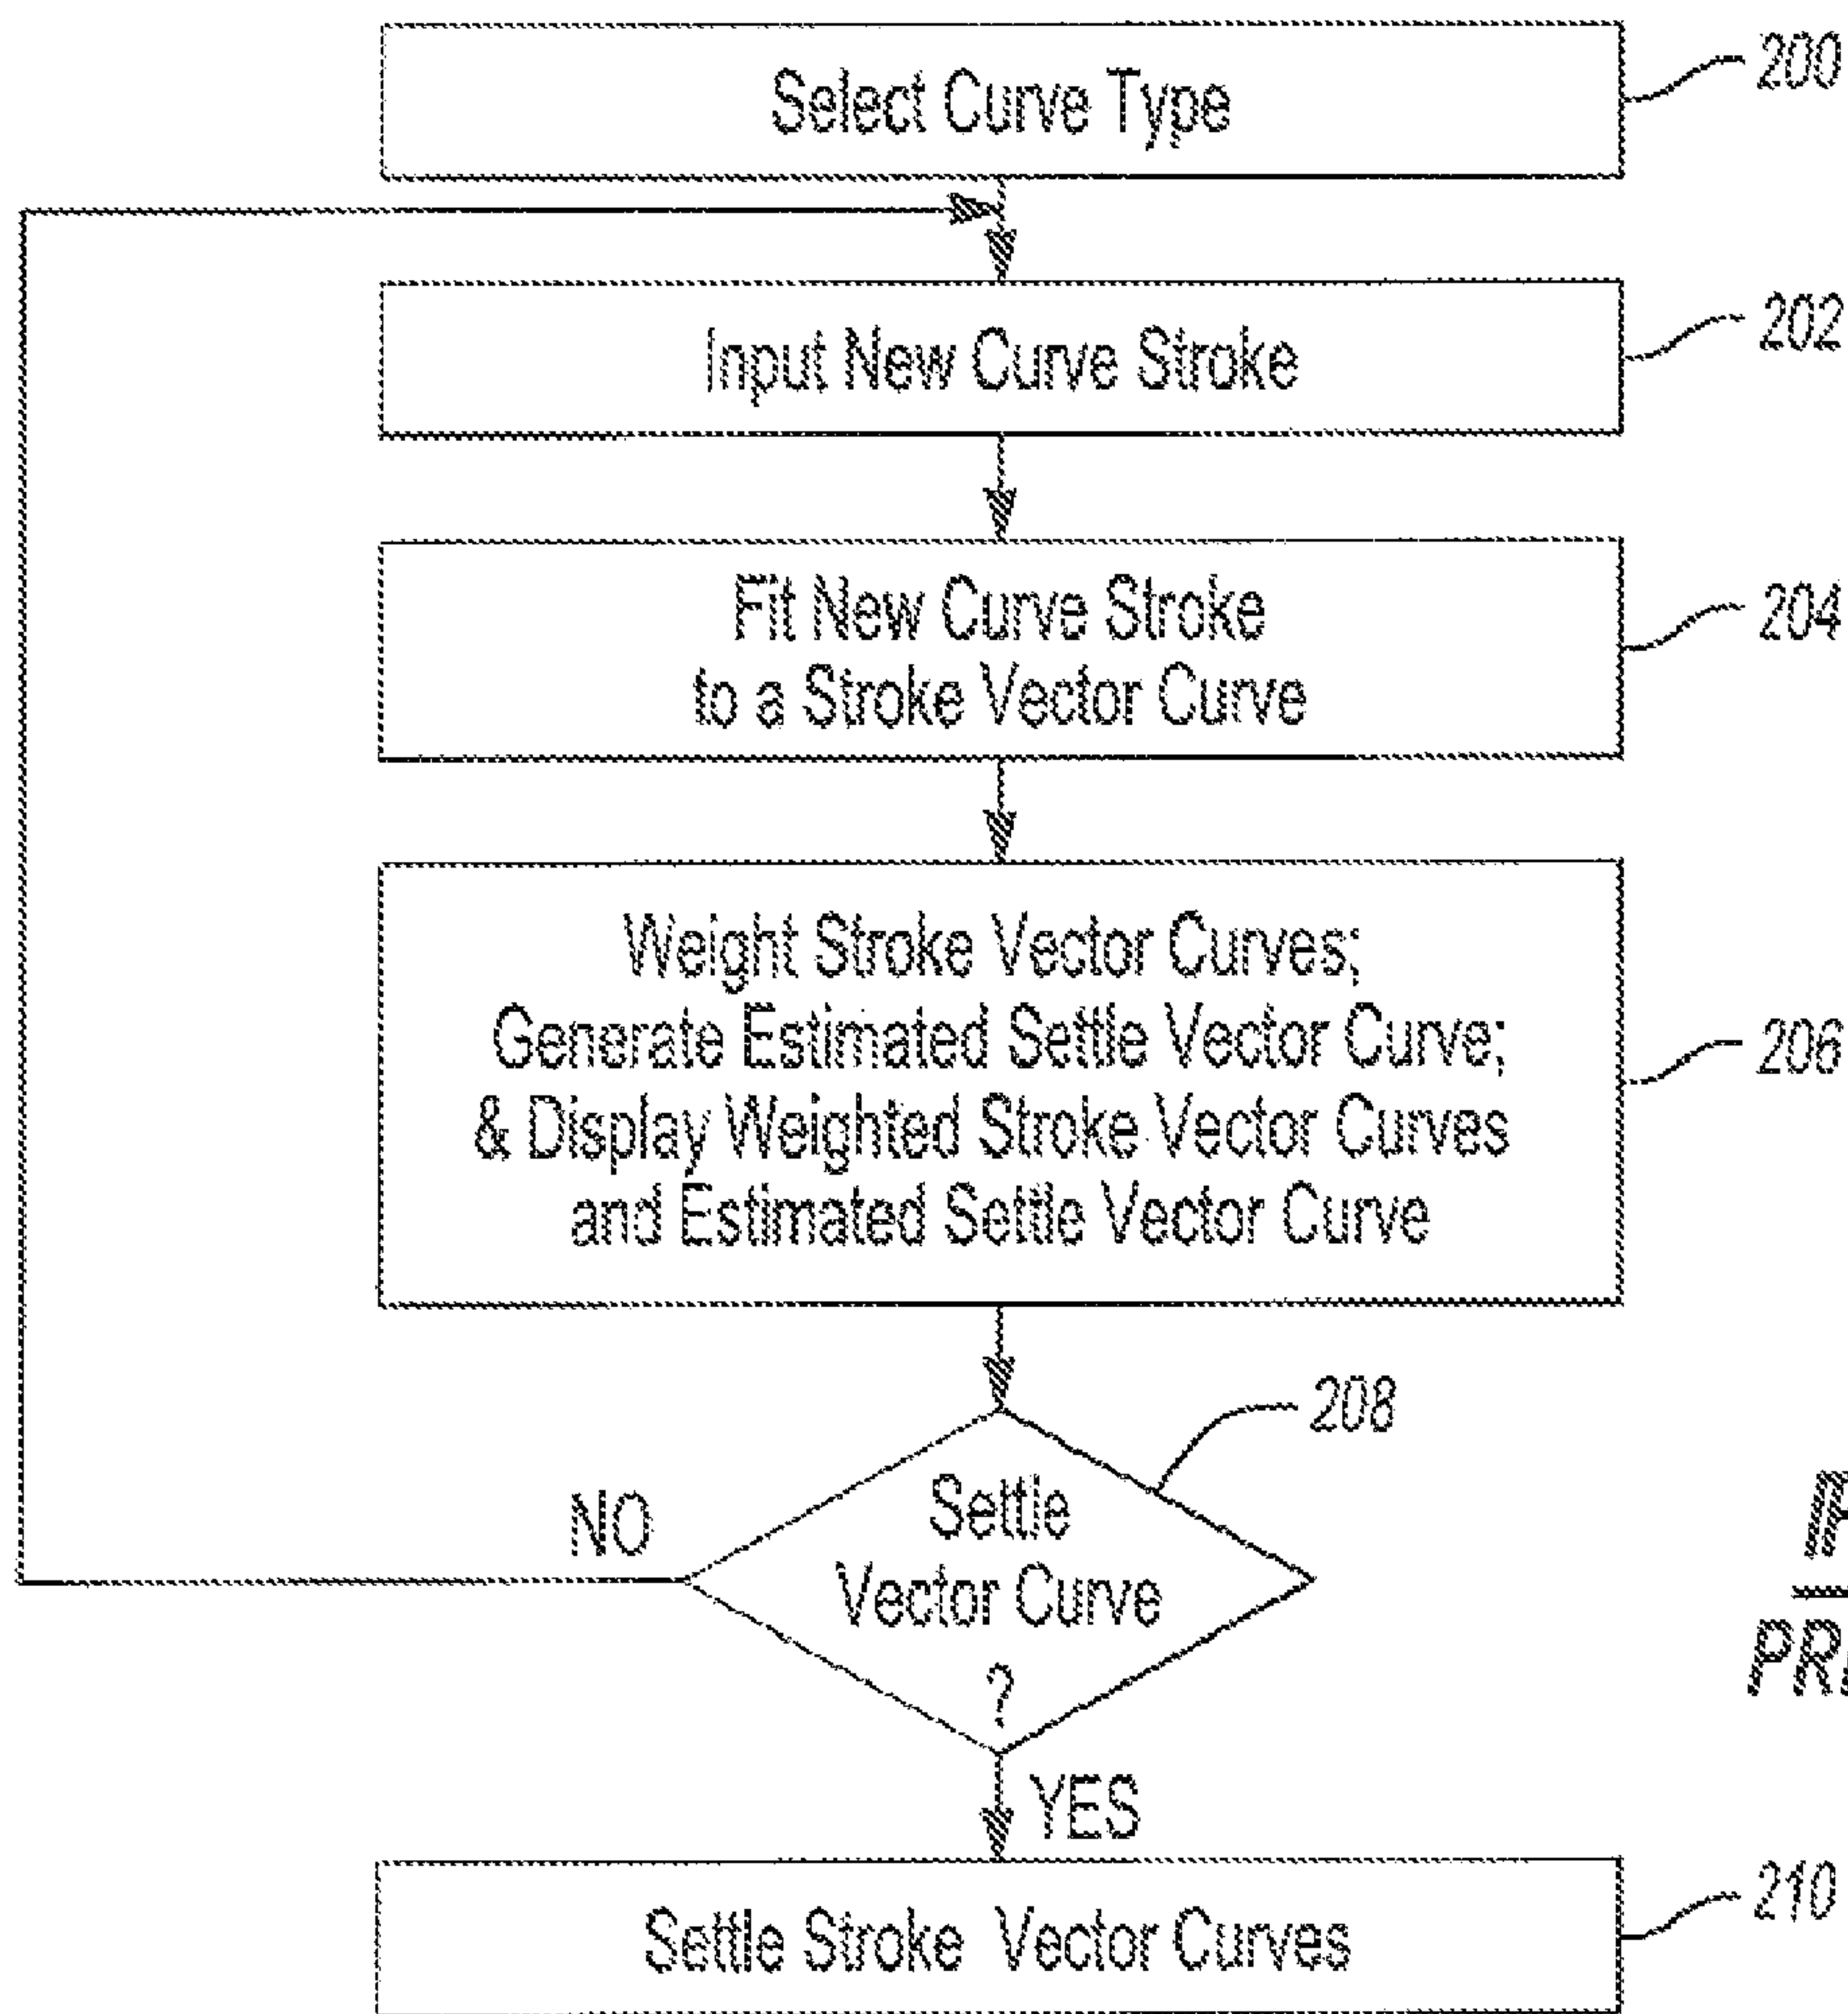 Select Curve Type
200
Input New Curve Stroke
202
Fit New Curve Stroke
to a Stroke Vector Curve
204
Weight Stroke Vector Curves;
Generate Estimated Settle Vector Curve;
& Display Weighted Stroke Vector Curves
and Estimated Settle Vector Curve
206
208
NO
Settle
Vector Curve
?
YES
Settle Stroke Vector Curves
210